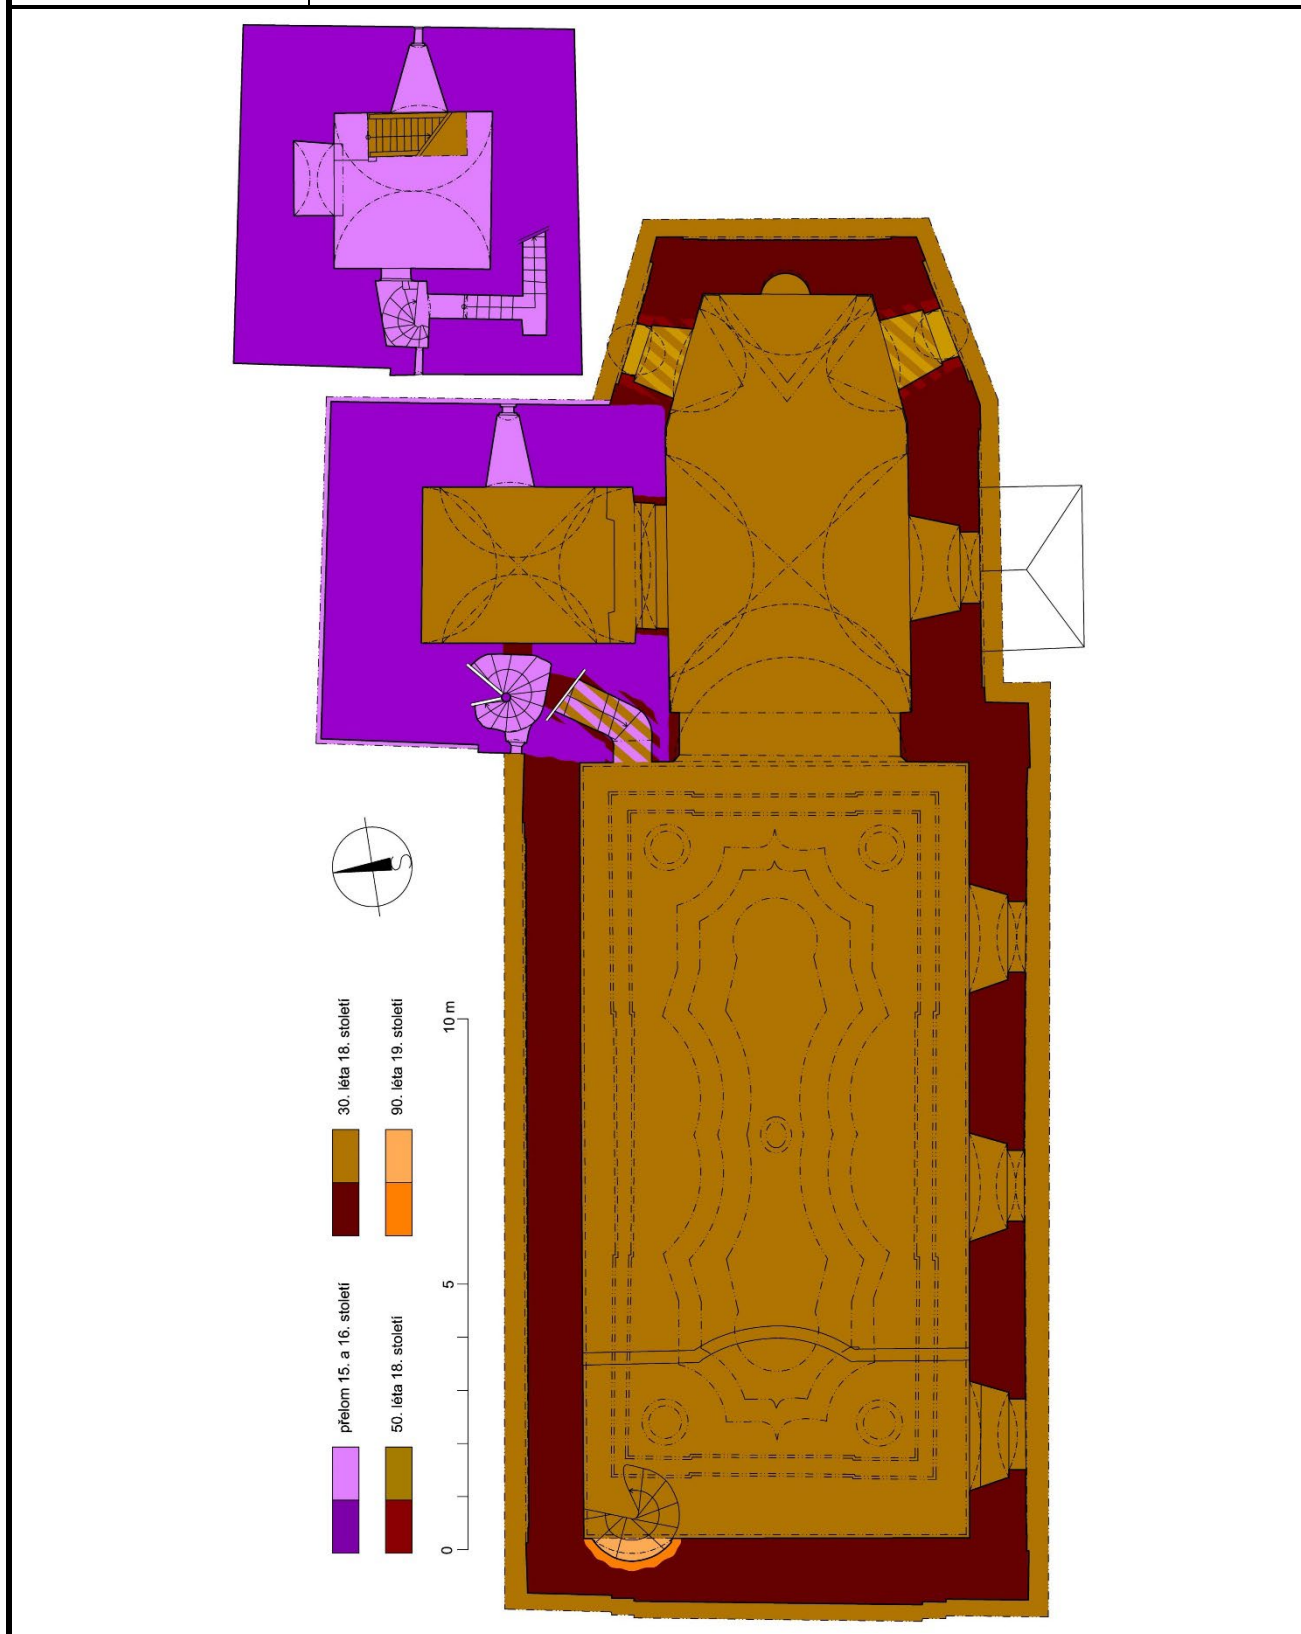 přelom 15. a 16. století
30. léta 18. století
50. léta 18. století
90. léta 19. století
0
5
10 m
S